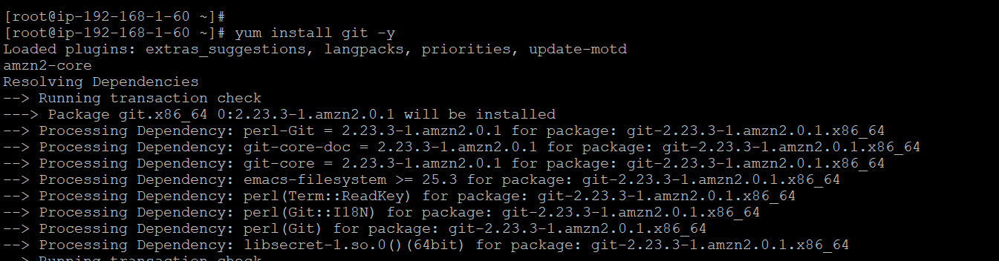 [root@ip-192-168-1-60 ~]#
[root@ip-192-168-1-60 ~]# yum install git -y
Loaded plugins: extras_suggestions, langpacks, priorities, update-motd
amzn2-core
Resolving Dependencies
--> Running transaction check
---> Package git.x86_64 0:2.23.3-1.amzn2.0.1 will be installed
--> Processing Dependency: perl-Git = 2.23.3-1.amzn2.0.1 for package: git-2.23.3-1.amzn2.0.1.x86_64
--> Processing Dependency: git-core-doc = 2.23.3-1.amzn2.0.1 for package: git-2.23.3-1.amzn2.0.1.x86_64
--> Processing Dependency: git-core = 2.23.3-1.amzn2.0.1 for package: git-2.23.3-1.amzn2.0.1.x86_64
--> Processing Dependency: emacs-filesystem >= 25.3 for package: git-2.23.3-1.amzn2.0.1.x86_64
--> Processing Dependency: perl(Term::ReadKey) for package: git-2.23.3-1.amzn2.0.1.x86_64
--> Processing Dependency: perl(Git::I18N) for package: git-2.23.3-1.amzn2.0.1.x86_64
--> Processing Dependency: perl(Git) for package: git-2.23.3-1.amzn2.0.1.x86_64
--> Processing Dependency: libsecret-1.so.0()(64bit) for package: git-2.23.3-1.amzn2.0.1.x86_64
--> Running transaction check